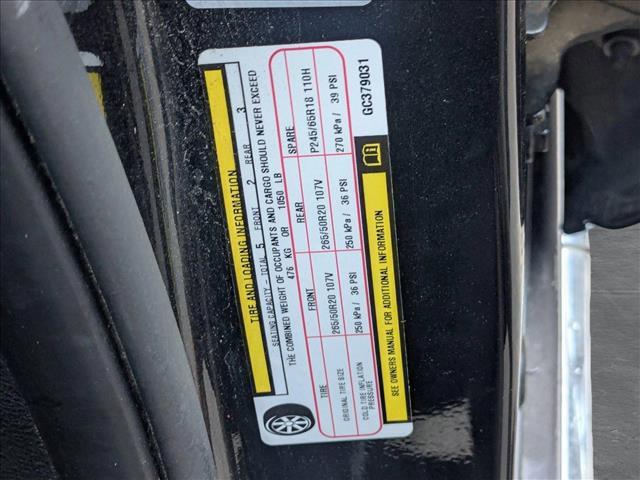 TIRE AND LOADING INFORMATION
SEATING CAPACITY - TOTAL 5 FRONT 2 REAR 3
THE COMBINED WEIGHT OF OCCUPANTS AND CARGO SHOULD NEVER EXCEED
476 KG OR 1050 LB
TIRE FRONT REAR SPARE
ORIGINAL TIRE SIZE 265/50R20 107V 265/50R20 107V P245/65R18 110H
COLD TIRE INFLATION PRESSURE 250 kPa / 36 PSI 250 kPa / 36 PSI 270 kPa / 39 PSI
SEE OWNERS MANUAL FOR ADDITIONAL INFORMATION
GC379031